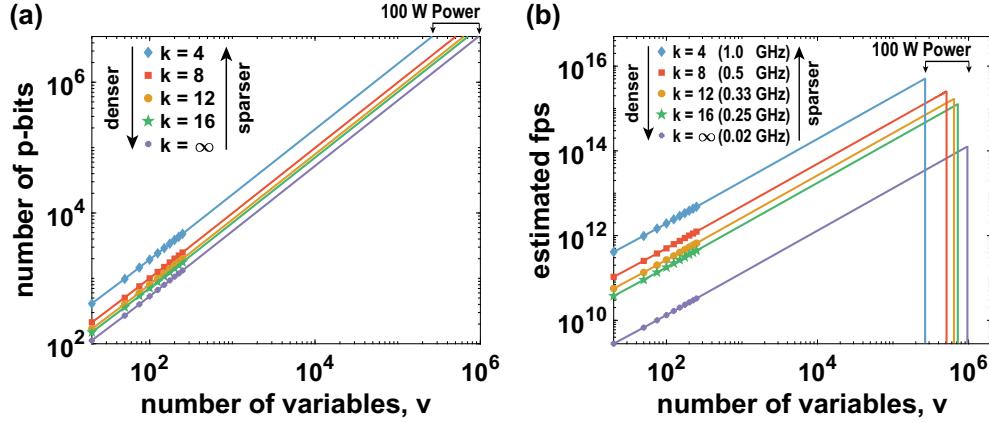 (a)
100 W Power
number of p-bits
10^6
10^4
10^2
denser
k = 4
k = 8
k = 12
k = 16
k = ∞
sparser
10^2
10^4
10^6
number of variables, v
(b)
100 W Power
estimated fps
10^16
10^14
10^12
10^10
denser
k = 4 (1.0 GHz)
k = 8 (0.5 GHz)
k = 12 (0.33 GHz)
k = 16 (0.25 GHz)
k = ∞ (0.02 GHz)
sparser
10^2
10^4
10^6
number of variables, v